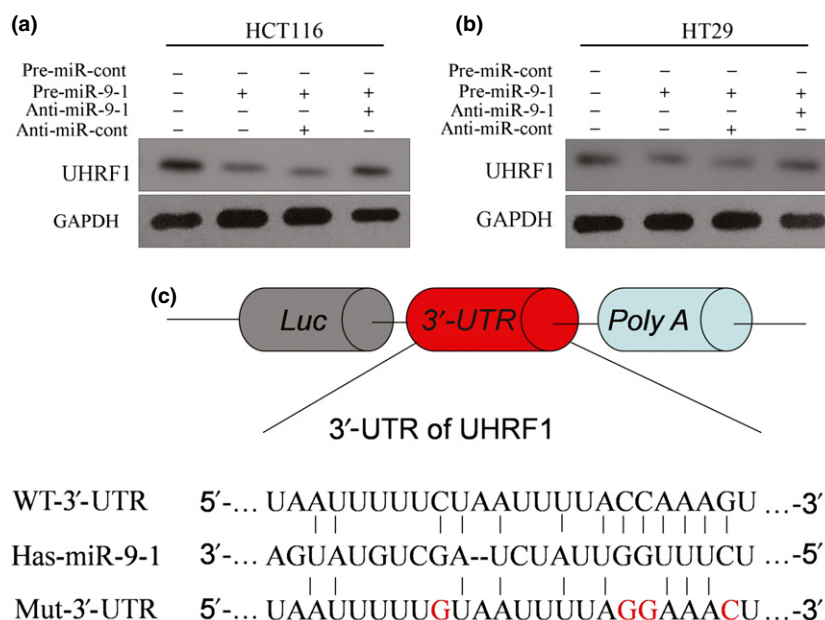 (a)
HCT116
Pre-miR-cont – – – –
Pre-miR-9-1 – + + +
Anti-miR-9-1 – – – +
Anti-miR-cont – – + –
UHRF1
GAPDH
(b)
HT29
Pre-miR-cont – – – –
Pre-miR-9-1 – + + +
Anti-miR-9-1 – – – +
Anti-miR-cont – – + –
UHRF1
GAPDH
(c)
Luc 3′-UTR Poly A
3′-UTR of UHRF1
WT-3′-UTR 5′-... UAAUUUUUCUAAUUUUACCAAAGU ...-3′
Has-miR-9-1 3′-... AGUAUGUCGA--UCUAUUGGUUUCU ...-5′
Mut-3′-UTR 5′-... UAAUUUUUGUAAUUUUAGGAAACU ...-3′